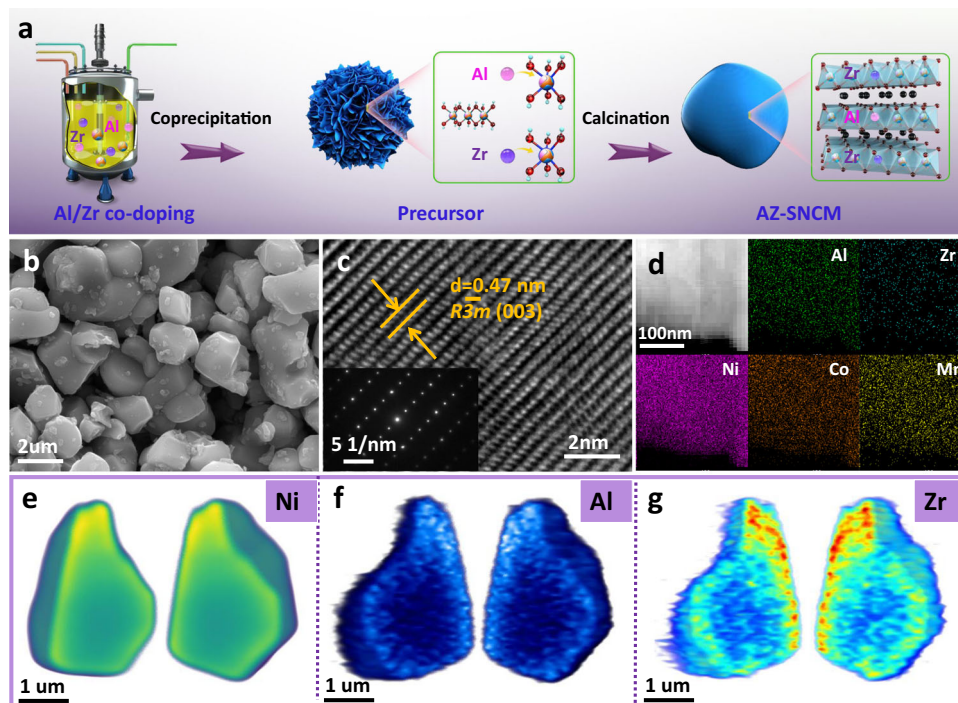 a
Al
Zr
Coprecipitation
Al
Zr
Calcination
Zr
Al
Zr
Al/Zr co-doping
Precursor
AZ-SNCM
b
2um
c
d=0.47 nm
R3̅m (003)
5 1/nm
2nm
d
100nm
Al
Zr
Ni
Co
e
Ni
1 um
f
Al
1 um
g
Zr
1 um